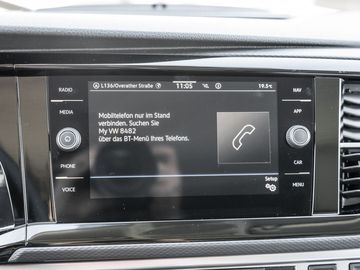 RADIO
MEDIA
PHONE
VOICE
L136/Overather Straße
11:05
19.5°C
Mobiltelefon nur im Stand
verbinden. Suchen Sie
My VW 8482
über das BT-Menü Ihres Telefons.
Setup
NAV
APP
CAR
MENU